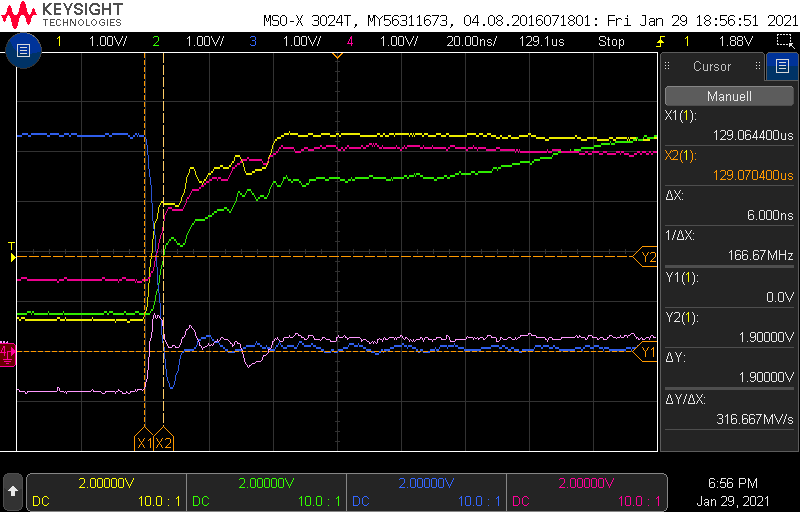 KEYSIGHT
TECHNOLOGIES
MSO-X 3024T, MY56311673, 04.08.2016071801: Fri Jan 29 18:56:51 2021
1 1.00V/ 2 1.00V/ 3 1.00V/ 4 1.00V/ 20.00ns/ 129.1us Stop 1 1.88V
Cursor
Manuell
X1(1):
129.064400us
X2(1):
129.070400us
ΔX:
6.000ns
1/ΔX:
166.67MHz
Y1(1):
0.0V
Y2(1):
1.90000V
ΔY:
1.90000V
ΔY/ΔX:
316.667MV/s
T
Y2
4
Y1
X1 X2
2.00000V 2.00000V 2.00000V 2.00000V
DC 10.0 : 1 DC 10.0 : 1 DC 10.0 : 1 DC 10.0 : 1
6:56 PM
Jan 29, 2021